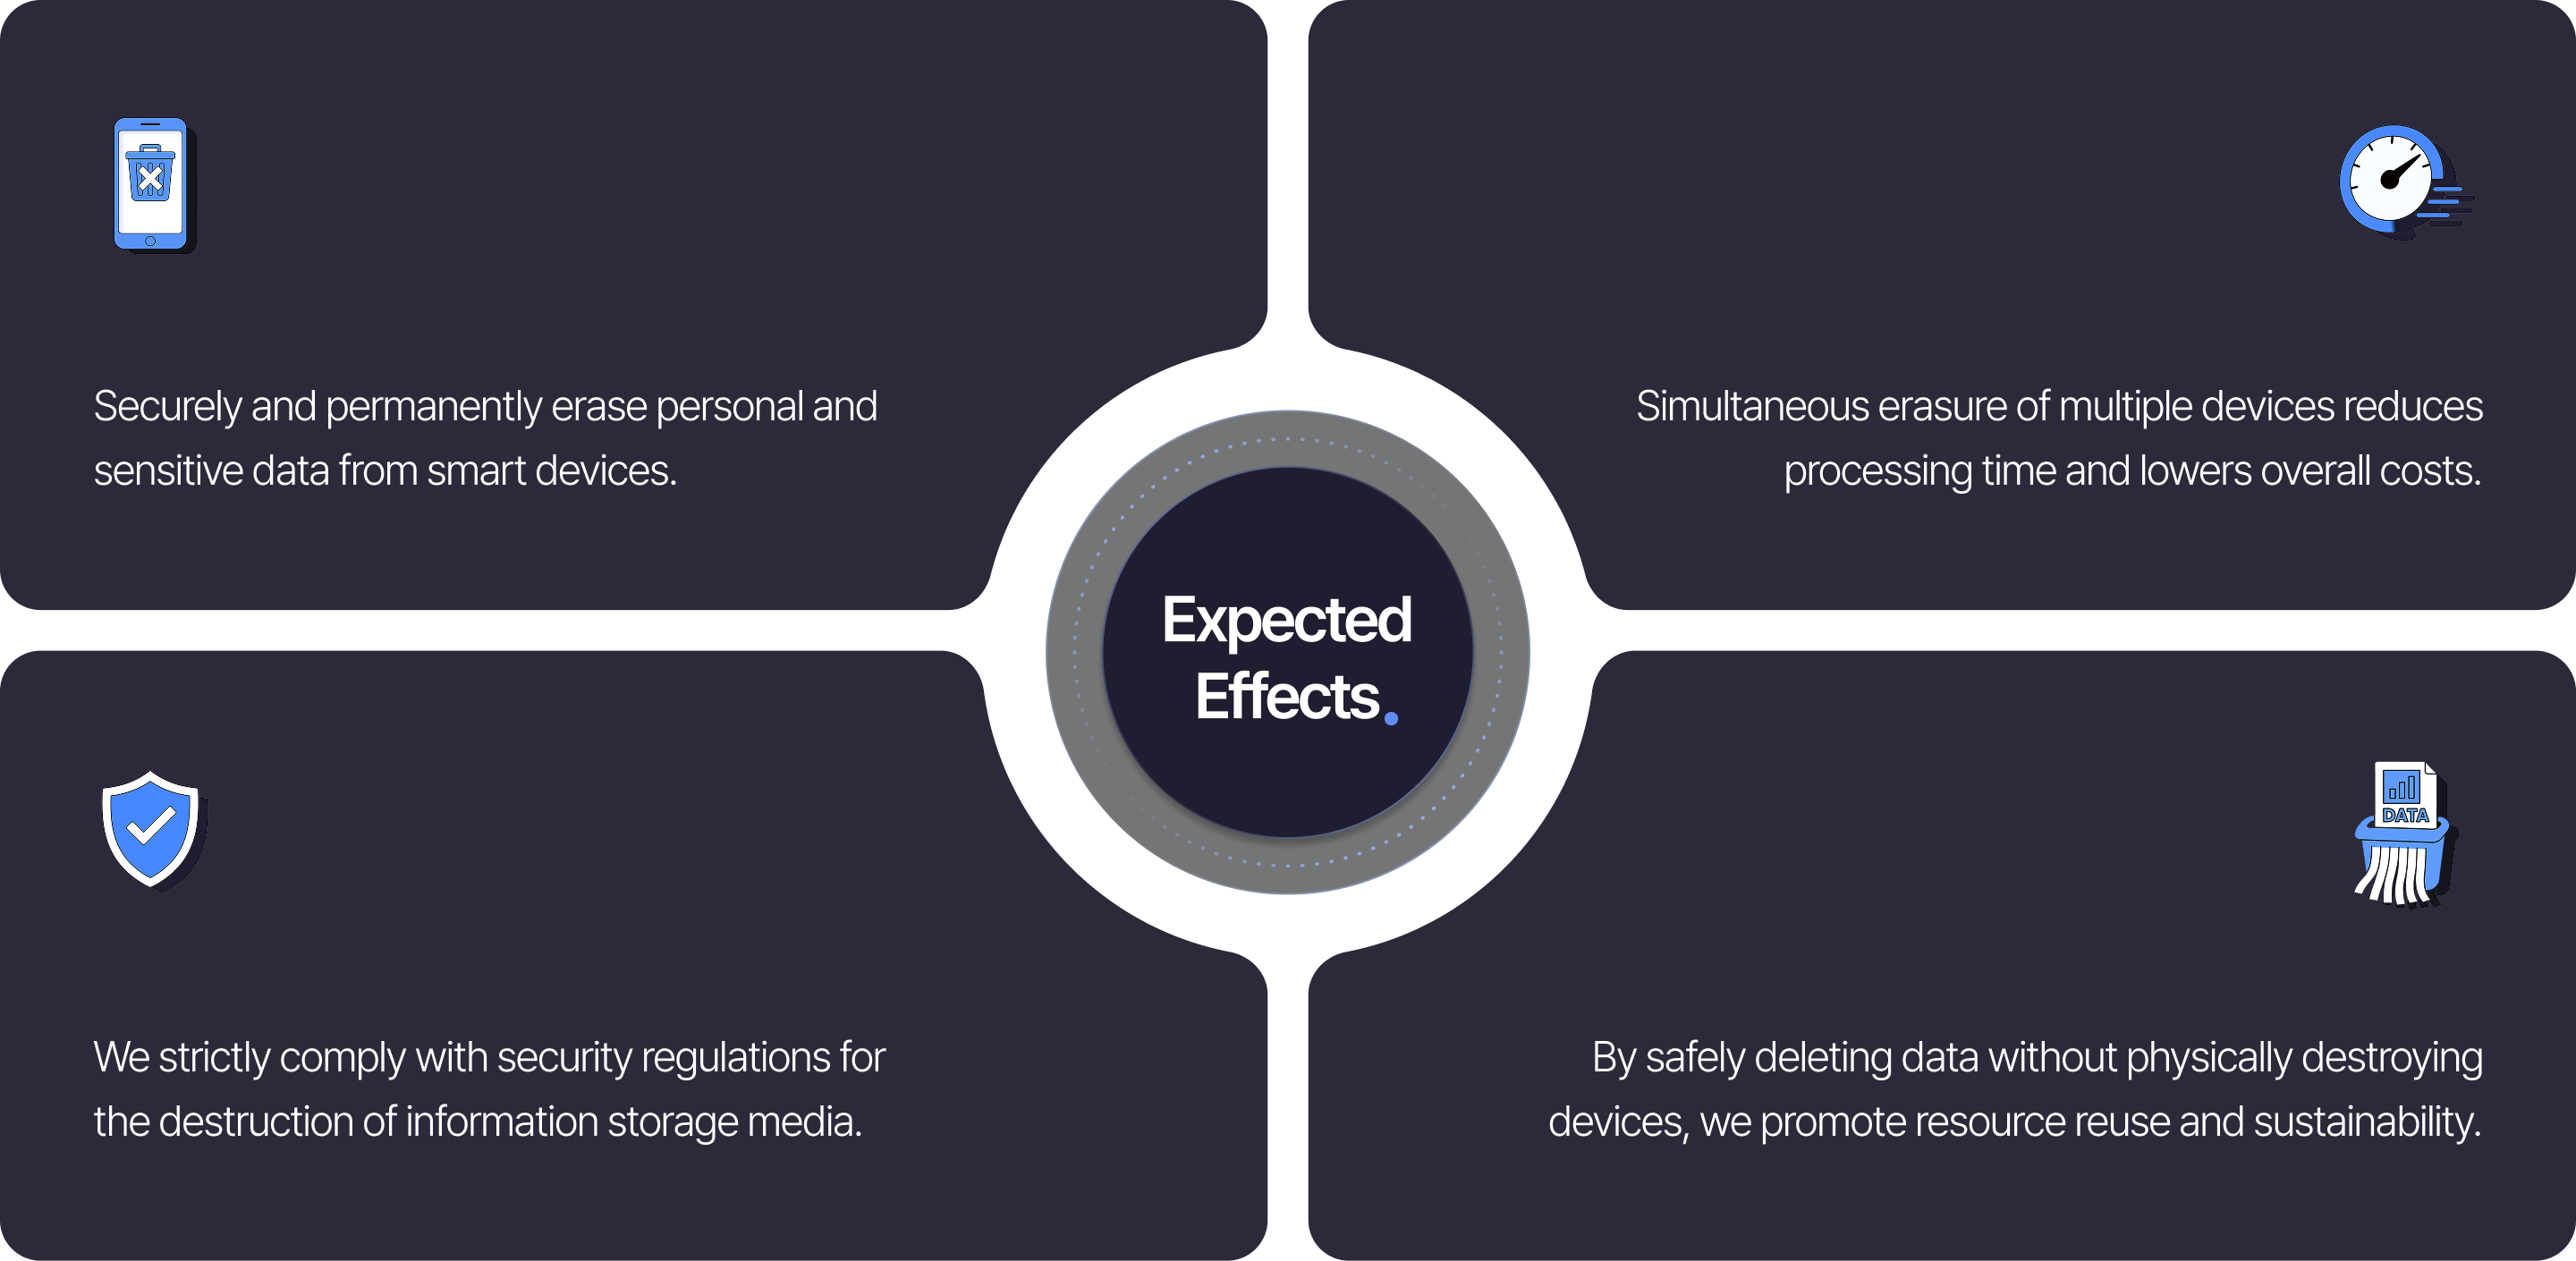 Securely and permanently erase personal and
sensitive data from smart devices.
Simultaneous erasure of multiple devices reduces
processing time and lowers overall costs.
Expected
Effects.
We strictly comply with security regulations for
the destruction of information storage media.
DATA
By safely deleting data without physically destroying
devices, we promote resource reuse and sustainability.